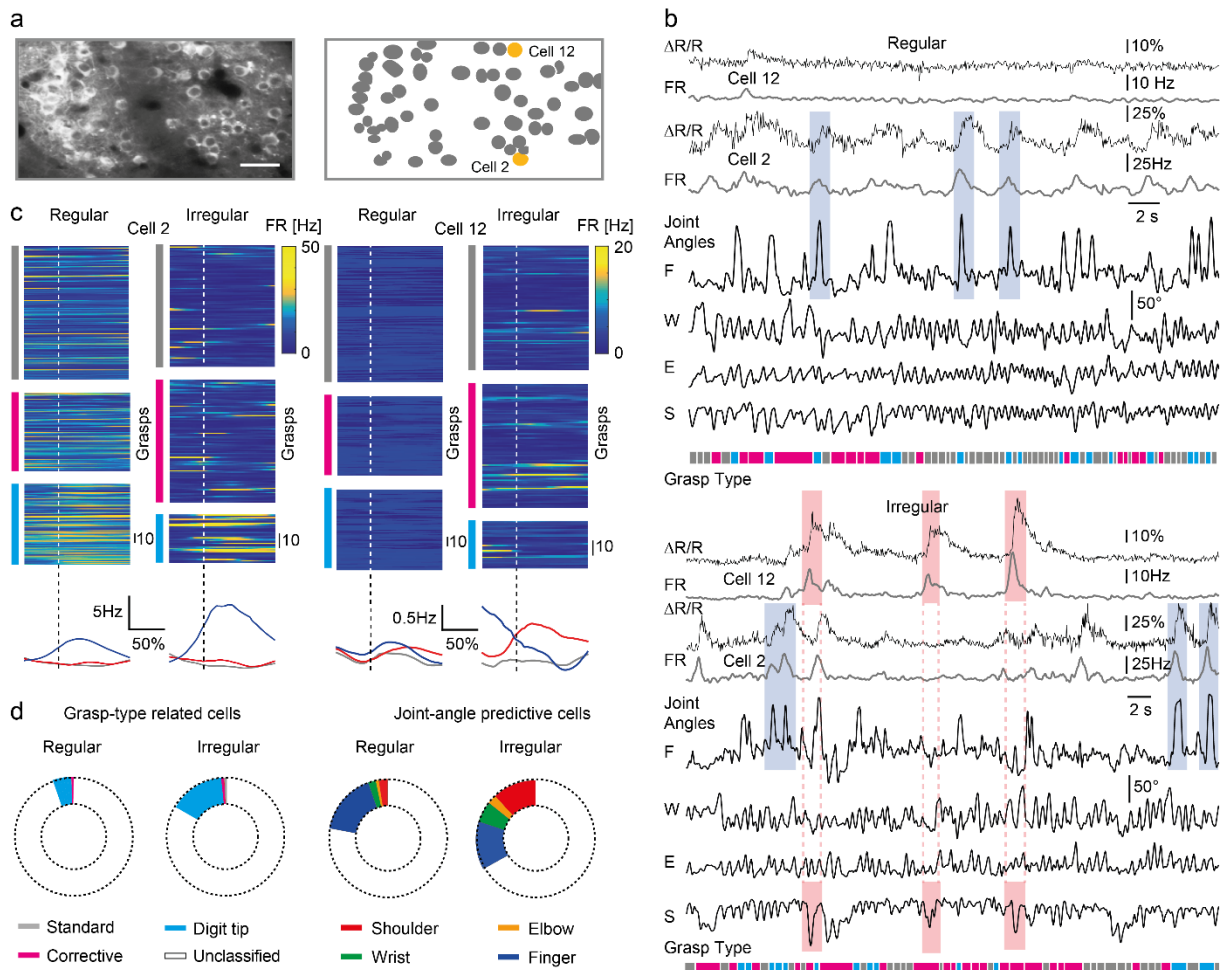 a
Cell 12
Cell 2
b
Regular
ΔR/R
10%
Cell 12
FR
10 Hz
ΔR/R
25%
Cell 2
FR
25Hz
2 s
Joint
Angles
F
50°
W
E
S
Grasp Type
Irregular
ΔR/R
10%
Cell 12
FR
10Hz
ΔR/R
25%
FR
Cell 2
25Hz
Joint
Angles
2 s
F
50°
W
E
S
Grasp Type
c
Regular
Cell 2
Irregular
FR [Hz]
50
0
Grasps
10
10
5Hz
50%
Regular
Cell 12
Irregular
FR [Hz]
20
0
Grasps
10
10
0.5Hz
50%
d
Grasp-type related cells
Regular
Irregular
Joint-angle predictive cells
Regular
Irregular
Standard
Digit tip
Corrective
Unclassified
Shoulder
Elbow
Wrist
Finger